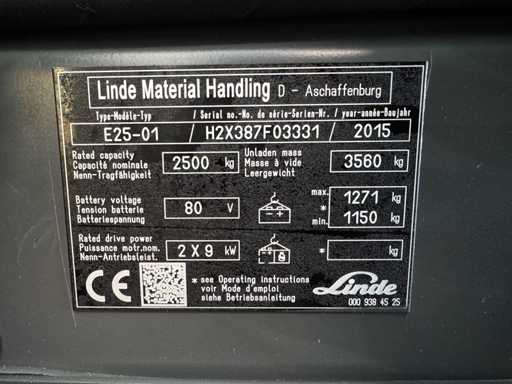 Linde Material Handling D - Aschaffenburg
Type-Modèle-Typ / Serial no.-No. de série-Serien-Nr. / year-année-Baujahr
E25-01 / H2X387F03331 / 2015
Rated capacity
Capacité nominale
Nenn-Tragfähigkeit
2500 kg
Unladen mass
Masse à vide
Leergewicht
3560 kg
Battery voltage
Tension batterie
Batteriespannung
80 V
- +
max. 1271 kg
*
min. 1150 kg
Rated drive power
Puissance motr.nom.
Nenn-Antriebsleist.
2 X 9 kW
* kg
CE
* see Operating instructions
voir Mode d'emploi
siehe Betriebsanleitung
Linde
000 938 45 25